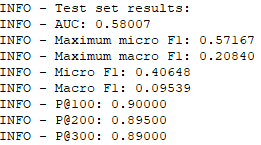 INFO - Test set results:
INFO - AUC: 0.58007
INFO - Maximum micro F1: 0.57167
INFO - Maximum macro F1: 0.20840
INFO - Micro F1: 0.40648
INFO - Macro F1: 0.09539
INFO - P@100: 0.90000
INFO - P@200: 0.89500
INFO - P@300: 0.89000